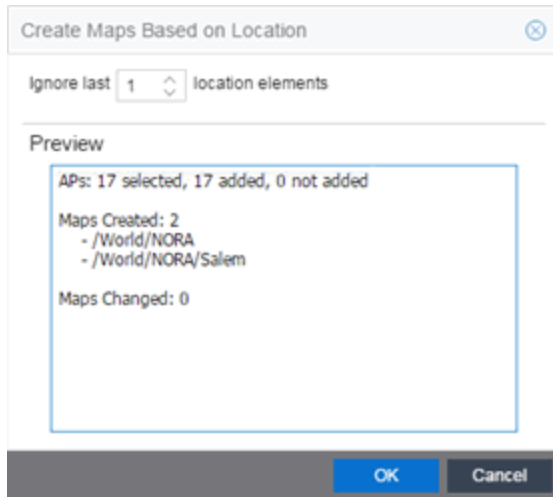 Create Maps Based on Location
Ignore last 1 location elements
Preview
APs: 17 selected, 17 added, 0 not added
Maps Created: 2
- /World/NORA
- /World/NORA/Salem
Maps Changed: 0
OK Cancel